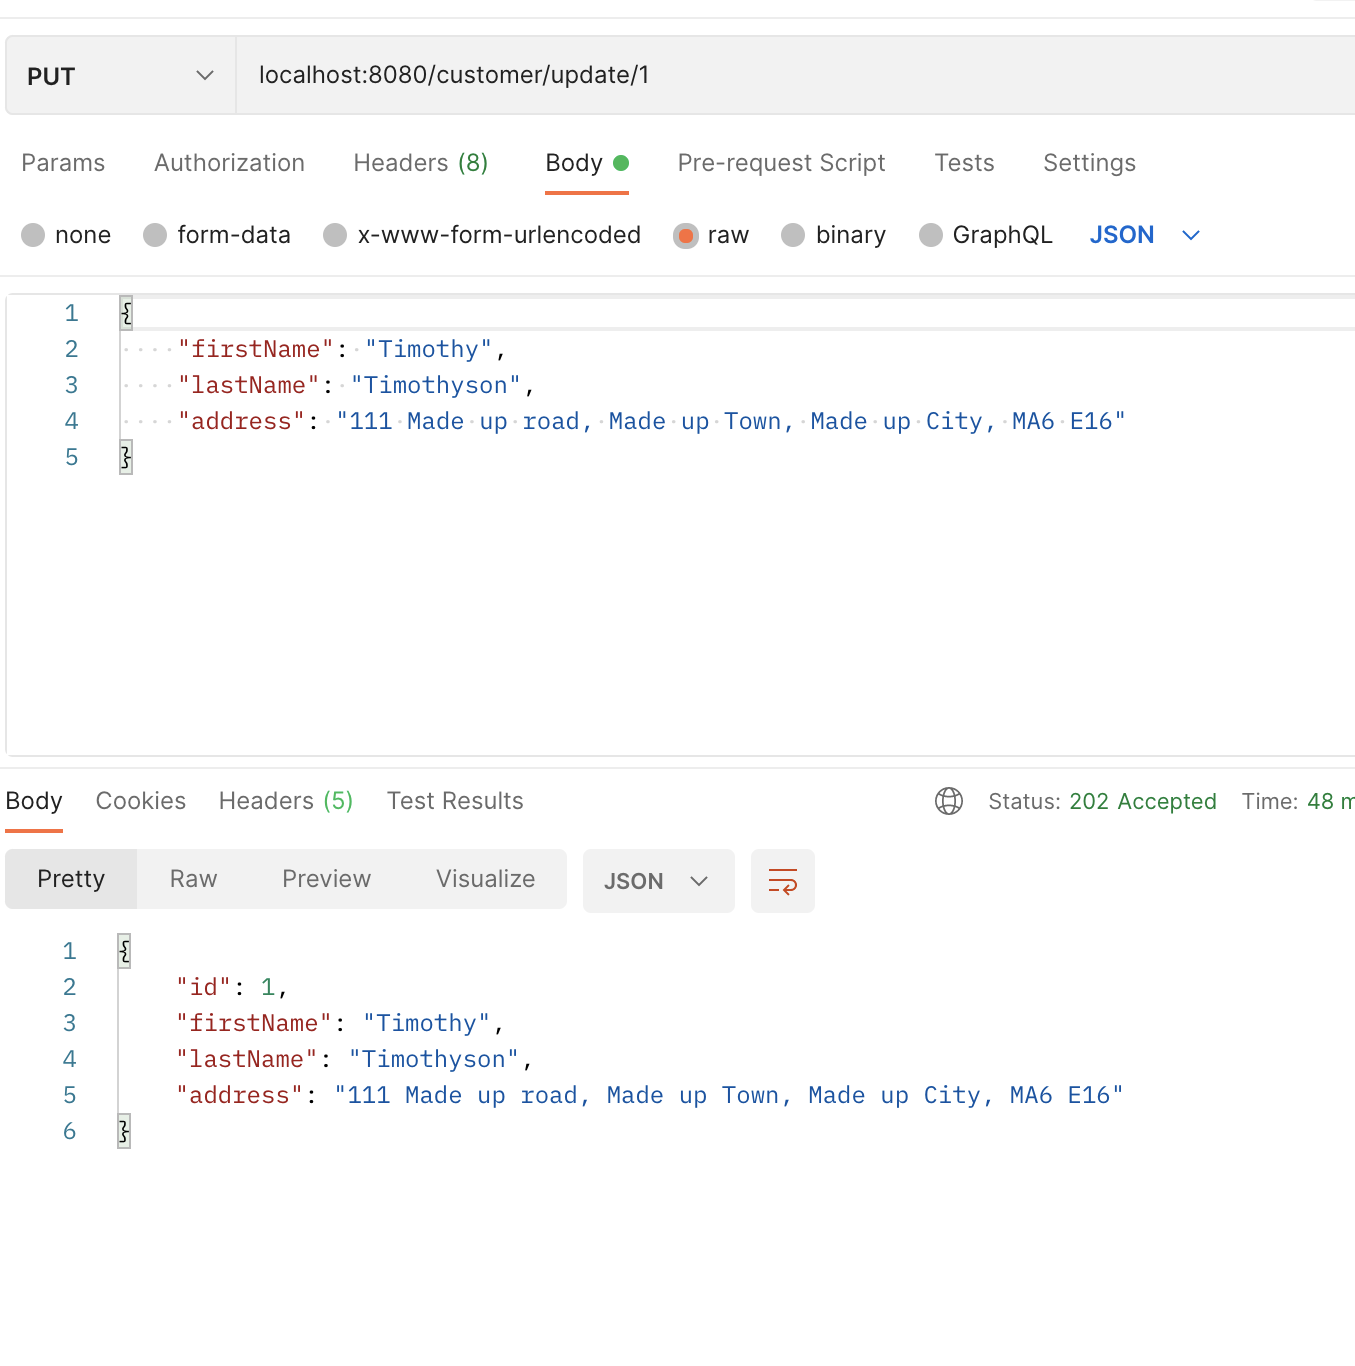 PUT localhost:8080/customer/update/1
Params Authorization Headers (8) Body Pre-request Script Tests Settings
none form-data x-www-form-urlencoded raw binary GraphQL JSON
1 {
2 "firstName": "Timothy",
3 "lastName": "Timothyson",
4 "address": "111 Made up road, Made up Town, Made up City, MA6 E16"
5 }
Body Cookies Headers (5) Test Results Status: 202 Accepted Time: 48 m
Pretty Raw Preview Visualize JSON
1 {
2 "id": 1,
3 "firstName": "Timothy",
4 "lastName": "Timothyson",
5 "address": "111 Made up road, Made up Town, Made up City, MA6 E16"
6 }